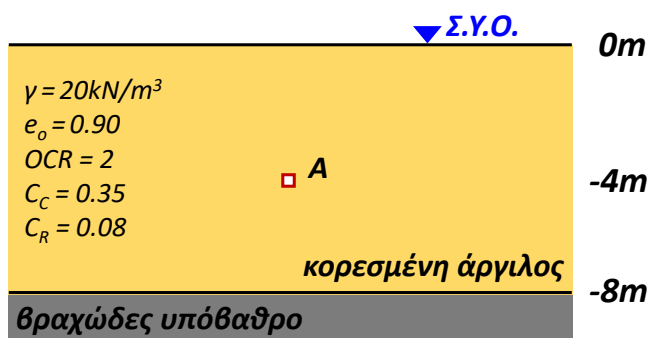 Σ.Υ.Ο.
0m
γ = 20kN/m³
eₒ = 0.90
OCR = 2
A
C_C = 0.35
-4m
C_R = 0.08
κορεσμένη άργιλος
-8m
βραχώδες υπόβαθρο